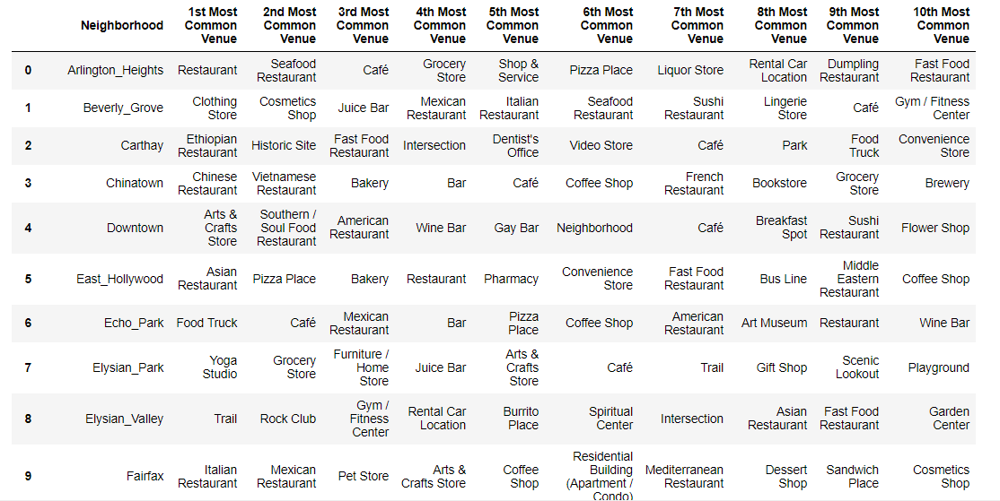 Neighborhood 1st Most Common Venue 2nd Most Common Venue 3rd Most Common Venue 4th Most Common Venue 5th Most Common Venue 6th Most Common Venue 7th Most Common Venue 8th Most Common Venue 9th Most Common Venue 10th Most Common Venue
0 Arlington_Heights Restaurant Seafood Restaurant Café Grocery Store Shop & Service Pizza Place Liquor Store Rental Car Location Dumpling Restaurant Fast Food Restaurant
1 Beverly_Grove Clothing Store Cosmetics Shop Juice Bar Mexican Restaurant Italian Restaurant Seafood Restaurant Sushi Restaurant Lingerie Store Café Gym / Fitness Center
2 Carthay Ethiopian Restaurant Historic Site Fast Food Restaurant Intersection Dentist's Office Video Store Café Park Food Truck Convenience Store
3 Chinatown Chinese Restaurant Vietnamese Restaurant Bakery Bar Café Coffee Shop French Restaurant Bookstore Grocery Store Brewery
4 Downtown Arts & Crafts Store Southern / Soul Food Restaurant American Restaurant Wine Bar Gay Bar Neighborhood Café Breakfast Spot Sushi Restaurant Flower Shop
5 East_Hollywood Asian Restaurant Pizza Place Bakery Restaurant Pharmacy Convenience Store Fast Food Restaurant Bus Line Middle Eastern Restaurant Coffee Shop
6 Echo_Park Food Truck Café Mexican Restaurant Bar Pizza Place Coffee Shop American Restaurant Art Museum Restaurant Wine Bar
7 Elysian_Park Yoga Studio Grocery Store Furniture / Home Store Juice Bar Arts & Crafts Store Café Trail Gift Shop Scenic Lookout Playground
8 Elysian_Valley Trail Rock Club Gym / Fitness Center Rental Car Location Burrito Place Spiritual Center Intersection Asian Restaurant Fast Food Restaurant Garden Center
9 Fairfax Italian Restaurant Mexican Restaurant Pet Store Arts & Crafts Store Coffee Shop Residential Building (Apartment / Condo) Mediterranean Restaurant Dessert Shop Sandwich Place Cosmetics Shop